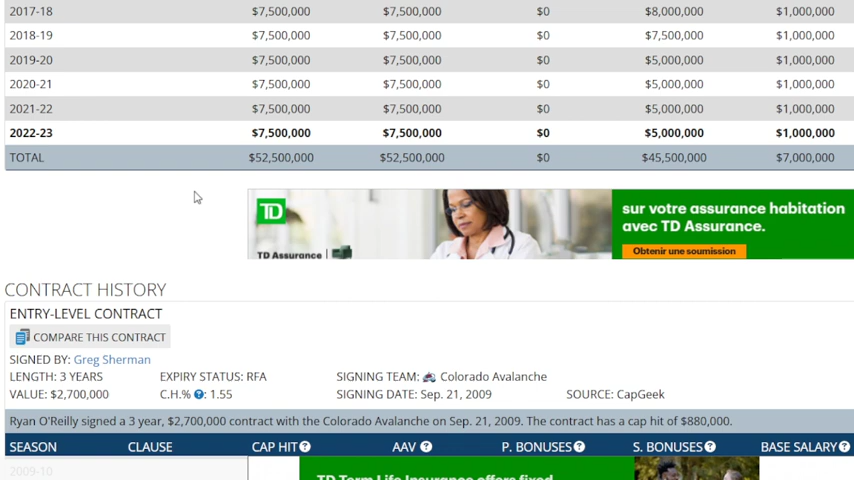 2017-18 $7,500,000 $7,500,000 $0 $8,000,000 $1,000,000
2018-19 $7,500,000 $7,500,000 $0 $7,500,000 $1,000,000
2019-20 $7,500,000 $7,500,000 $0 $5,000,000 $1,000,000
2020-21 $7,500,000 $7,500,000 $0 $5,000,000 $1,000,000
2021-22 $7,500,000 $7,500,000 $0 $5,000,000 $1,000,000
2022-23 $7,500,000 $7,500,000 $0 $5,000,000 $1,000,000
TOTAL $52,500,000 $52,500,000 $0 $45,500,000 $7,000,000
TD
TD Assurance
sur votre assurance habitation
avec TD Assurance.
Obtenir une soumission
CONTRACT HISTORY
ENTRY-LEVEL CONTRACT
COMPARE THIS CONTRACT
SIGNED BY: Greg Sherman
LENGTH: 3 YEARS EXPIRY STATUS: RFA SIGNING TEAM: Colorado Avalanche
VALUE: $2,700,000 C.H.% ?: 1.55 SIGNING DATE: Sep. 21, 2009 SOURCE: CapGeek
Ryan O'Reilly signed a 3 year, $2,700,000 contract with the Colorado Avalanche on Sep. 21, 2009. The contract has a cap hit of $880,000.
SEASON CLAUSE CAP HIT ? AAV ? P. BONUSES ? S. BONUSES ? BASE SALARY ?
2009-10
TD Term Life Insurance offers fixed